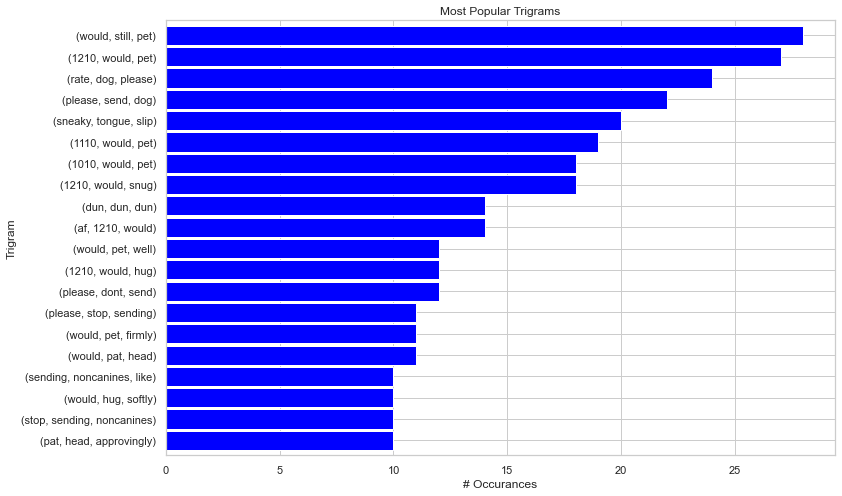 Most Popular Trigrams
(would, still, pet)
(1210, would, pet)
(rate, dog, please)
(please, send, dog)
(sneaky, tongue, slip)
(1110, would, pet)
(1010, would, pet)
(1210, would, snug)
(dun, dun, dun)
(af, 1210, would)
(would, pet, well)
(1210, would, hug)
(please, dont, send)
(please, stop, sending)
(would, pet, firmly)
(would, pat, head)
(sending, noncanines, like)
(would, hug, softly)
(stop, sending, noncanines)
(pat, head, approvingly)
Trigram
0 5 10 15 20 25
# Occurances